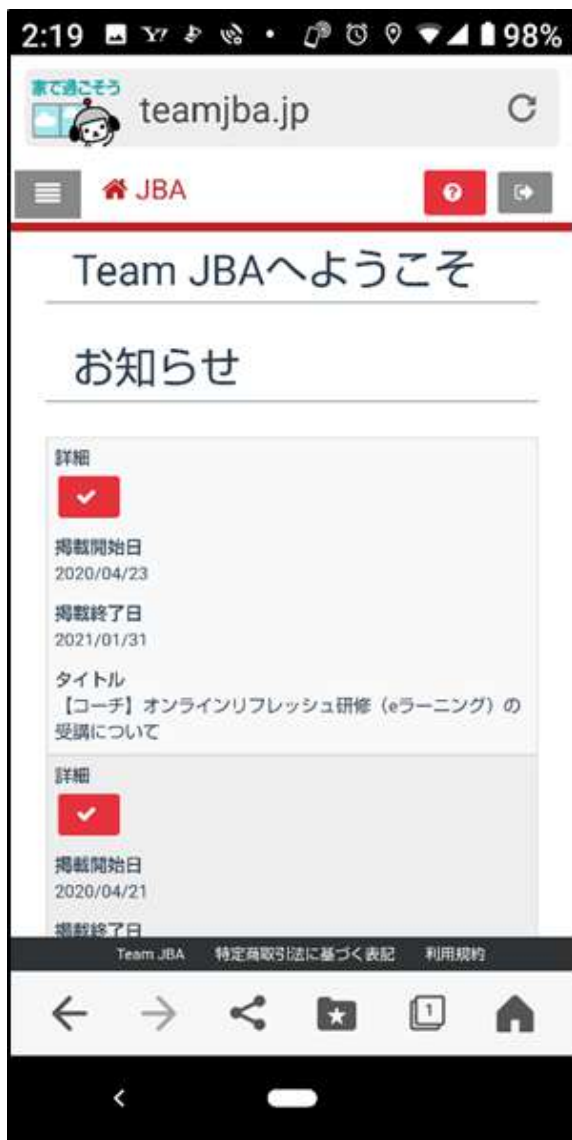 2:19
98%
家で過ごそう
teamjba.jp
JBA
Team JBAへようこそ
お知らせ
詳細
掲載開始日
2020/04/23
掲載終了日
2021/01/31
タイトル
【コーチ】オンラインリフレッシュ研修（eラーニング）の
受講について
詳細
掲載開始日
2020/04/21
掲載終了日
Team JBA 特定商取引法に基づく表記 利用規約
1